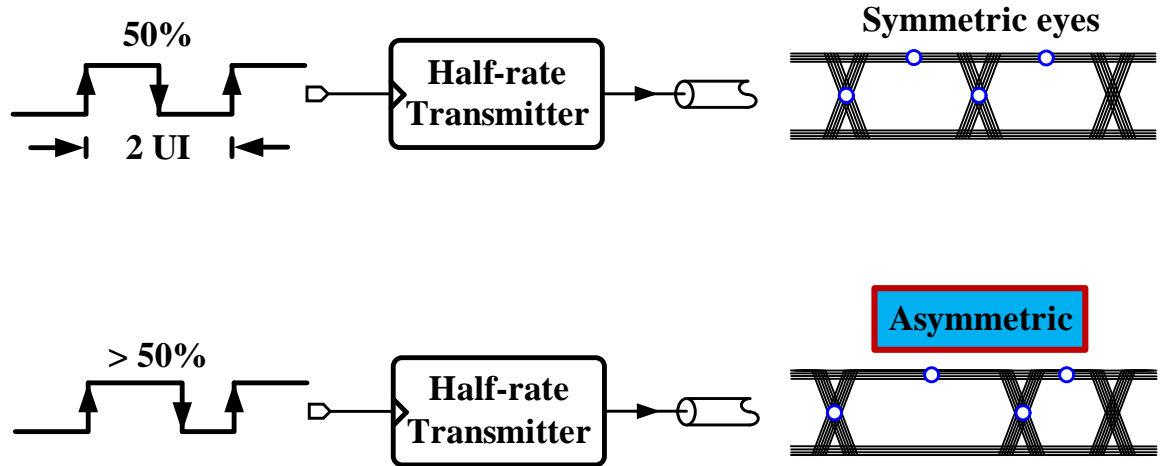 Symmetric eyes
50%
Half-rate
Transmitter
2 UI
Asymmetric
> 50%
Half-rate
Transmitter